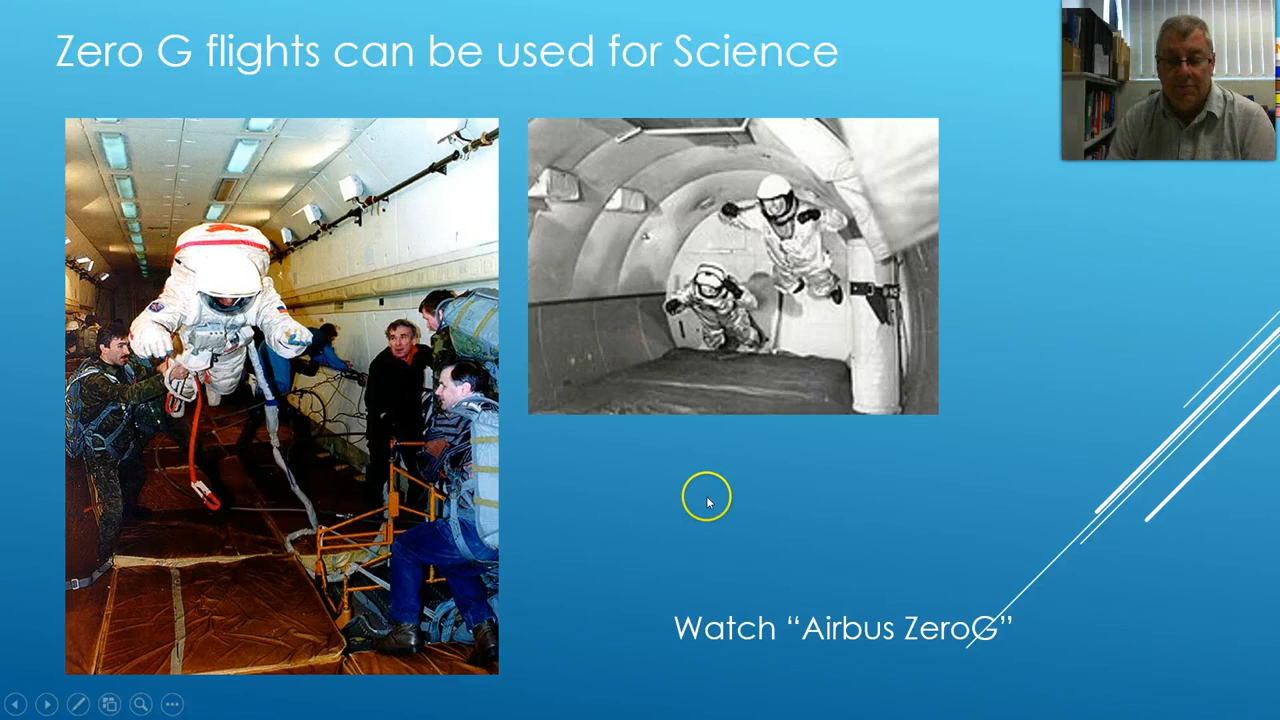 Zero G flights can be used for Science
Watch “Airbus ZeroG”